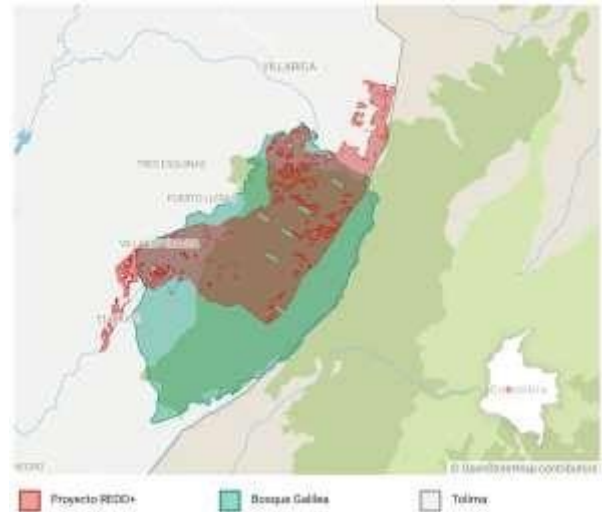 VILLARICA
TRES ESQUINAS
PUERTO LLERAS
Colombia
© OpenStreetMap contributors
Proyecto REDD+
Bosque Galilea
Tolima